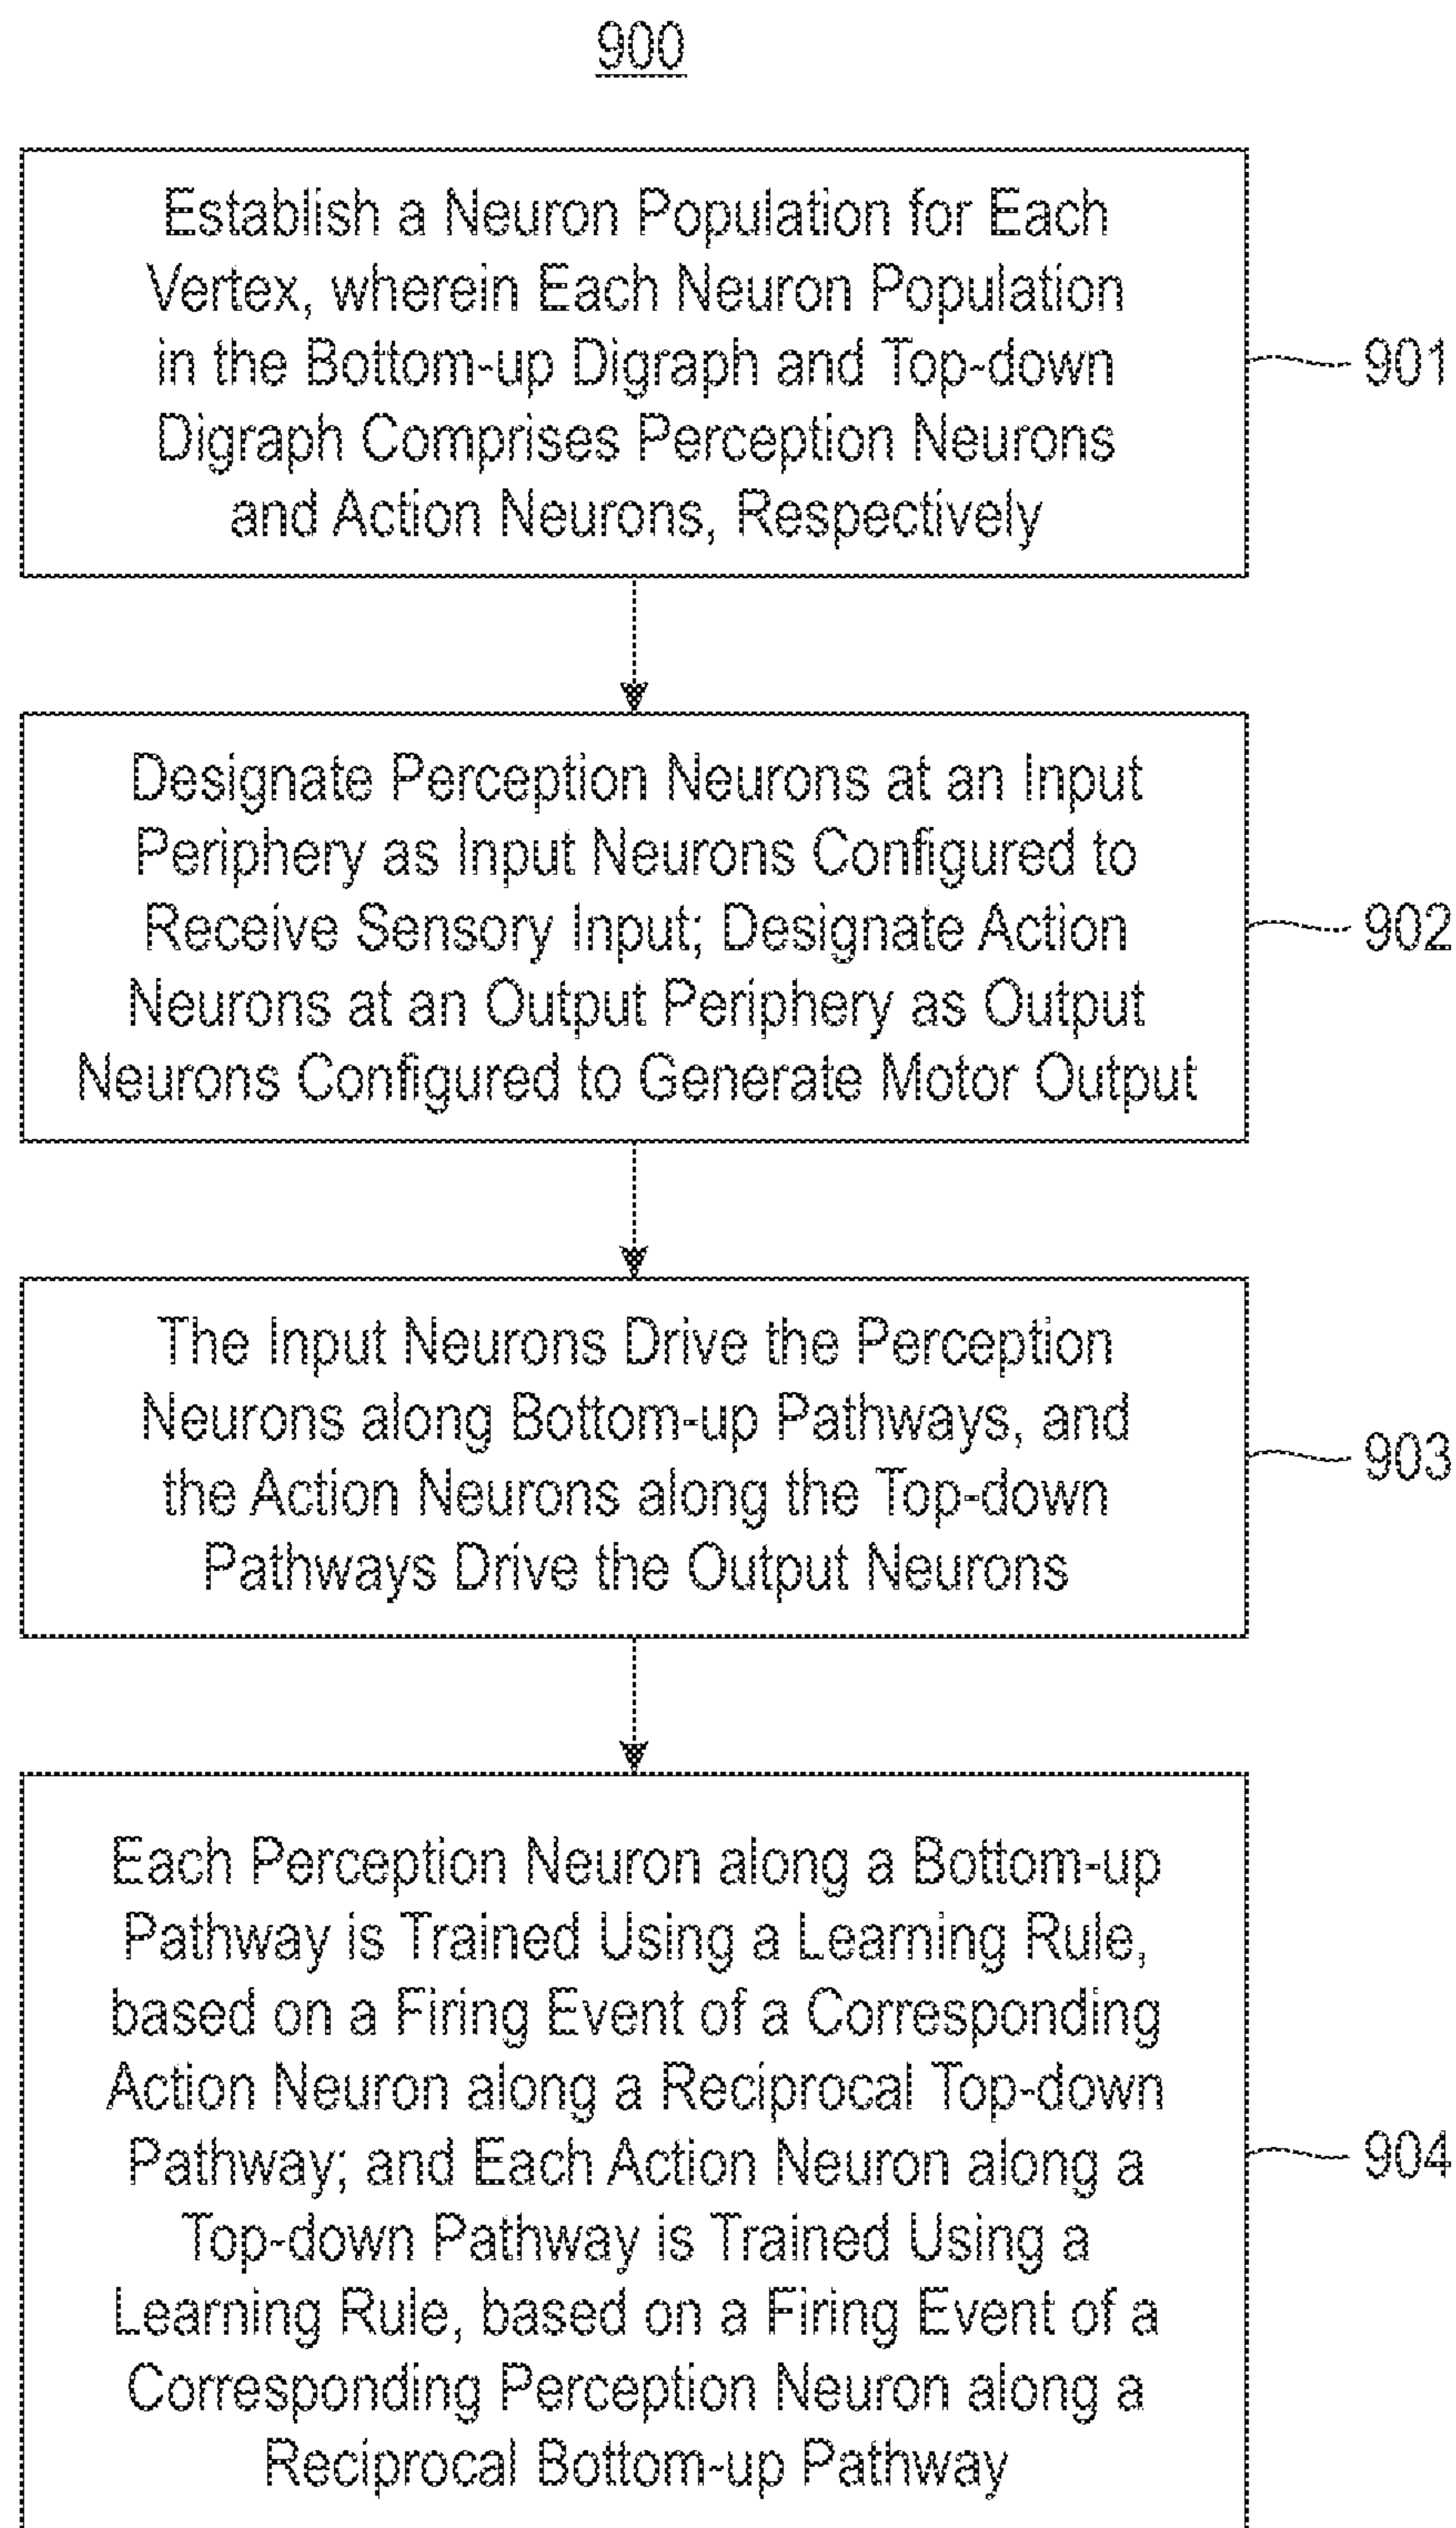 900
Establish a Neuron Population for Each
Vertex, wherein Each Neuron Population
in the Bottom-up Digraph and Top-down
Digraph Comprises Perception Neurons
and Action Neurons, Respectively
901
Designate Perception Neurons at an Input
Periphery as Input Neurons Configured to
Receive Sensory Input; Designate Action
Neurons at an Output Periphery as Output
Neurons Configured to Generate Motor Output
902
The Input Neurons Drive the Perception
Neurons along Bottom-up Pathways, and
the Action Neurons along the Top-down
Pathways Drive the Output Neurons
903
Each Perception Neuron along a Bottom-up
Pathway is Trained Using a Learning Rule,
based on a Firing Event of a Corresponding
Action Neuron along a Reciprocal Top-down
Pathway; and Each Action Neuron along a
Top-down Pathway is Trained Using a
Learning Rule, based on a Firing Event of a
Corresponding Perception Neuron along a
Reciprocal Bottom-up Pathway
904